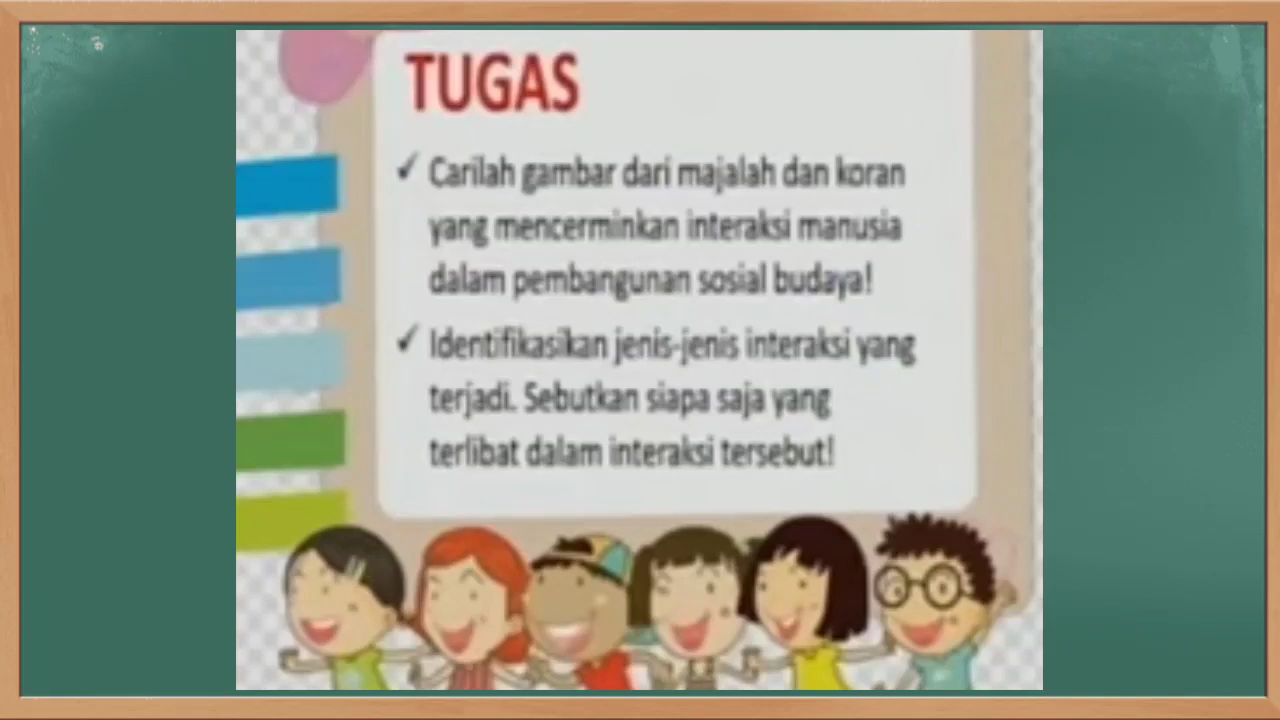 TUGAS
✓ Carilah gambar dari majalah dan koran
yang mencerminkan interaksi manusia
dalam pembangunan sosial budaya!
✓ Identifikasikan jenis-jenis interaksi yang
terjadi. Sebutkan siapa saja yang
terlibat dalam interaksi tersebut!